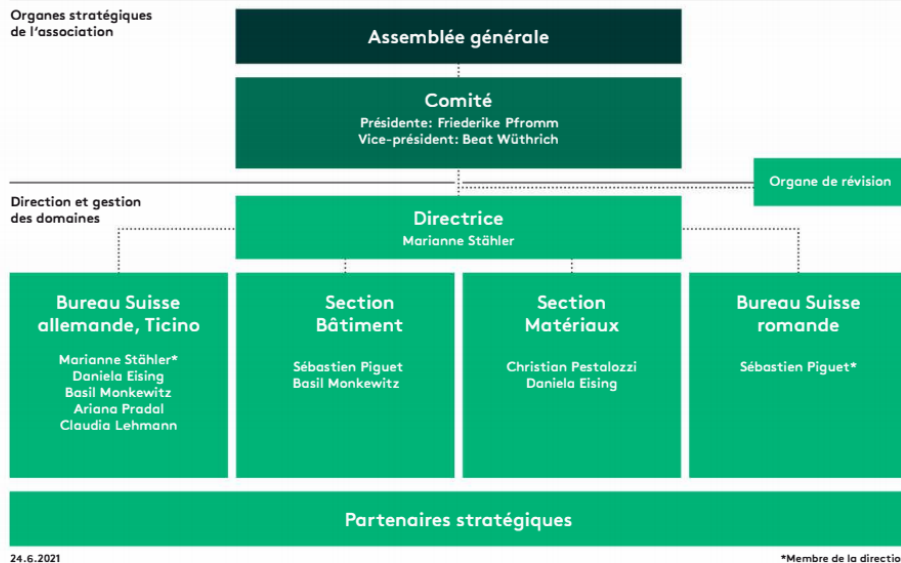 Organes stratégiques
de l'association
Assemblée générale
Comité
Présidente: Friederike Pfromm
Vice-président: Beat Wüthrich
Organe de révision
Direction et gestion
des domaines
Directrice
Marianne Stähler
Bureau Suisse
allemande, Ticino
Marianne Stähler*
Daniela Eising
Basil Monkewitz
Ariana Pradal
Claudia Lehmann
Section
Bâtiment
Sébastien Piguet
Basil Monkewitz
Section
Matériaux
Christian Pestalozzi
Daniela Eising
Bureau Suisse
romande
Sébastien Piguet*
Partenaires stratégiques
24.6.2021
*Membre de la directio